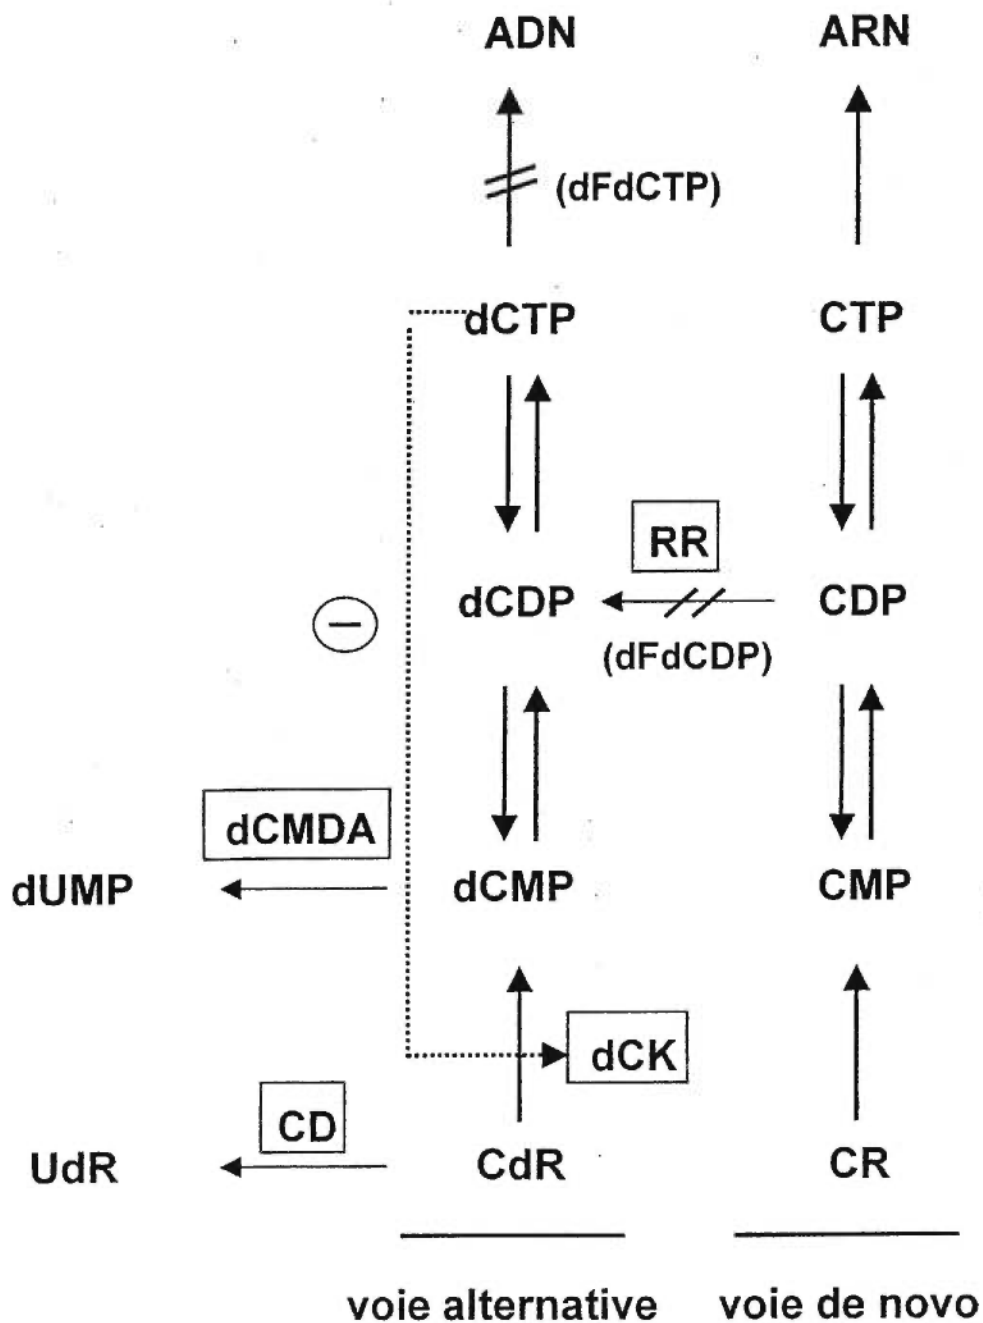 ADN ARN
(dFdCTP)
dCTP CTP
RR
dCDP CDP
(dFdCDP)
−
dCMDA
dUMP dCMP CMP
dCK
CD
UdR CdR CR
voie alternative voie de novo